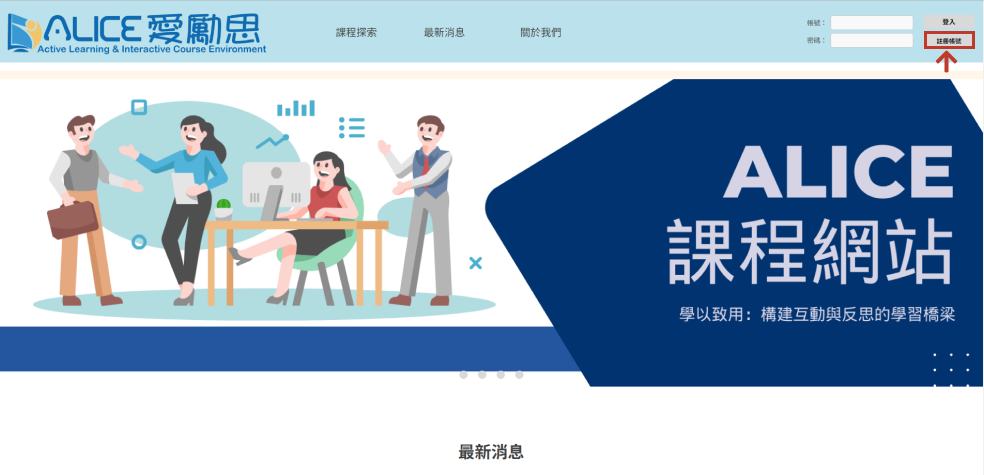 ALICE 愛勵思
Active Learning & Interactive Course Environment
課程探索
最新消息
關於我們
帳號：
登入
密碼：
註冊帳號
ALICE
課程網站
學以致用：構建互動與反思的學習橋梁
最新消息